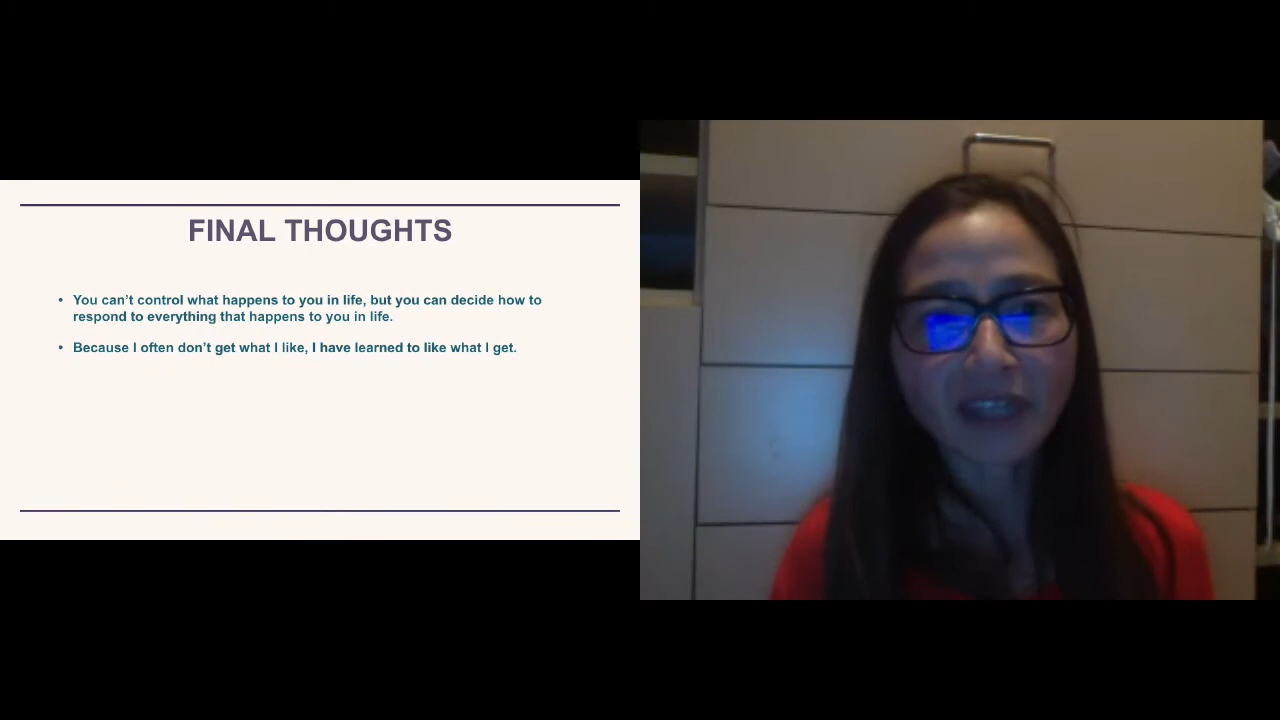 FINAL THOUGHTS
• You can’t control what happens to you in life, but you can decide how to
respond to everything that happens to you in life.
• Because I often don’t get what I like, I have learned to like what I get.